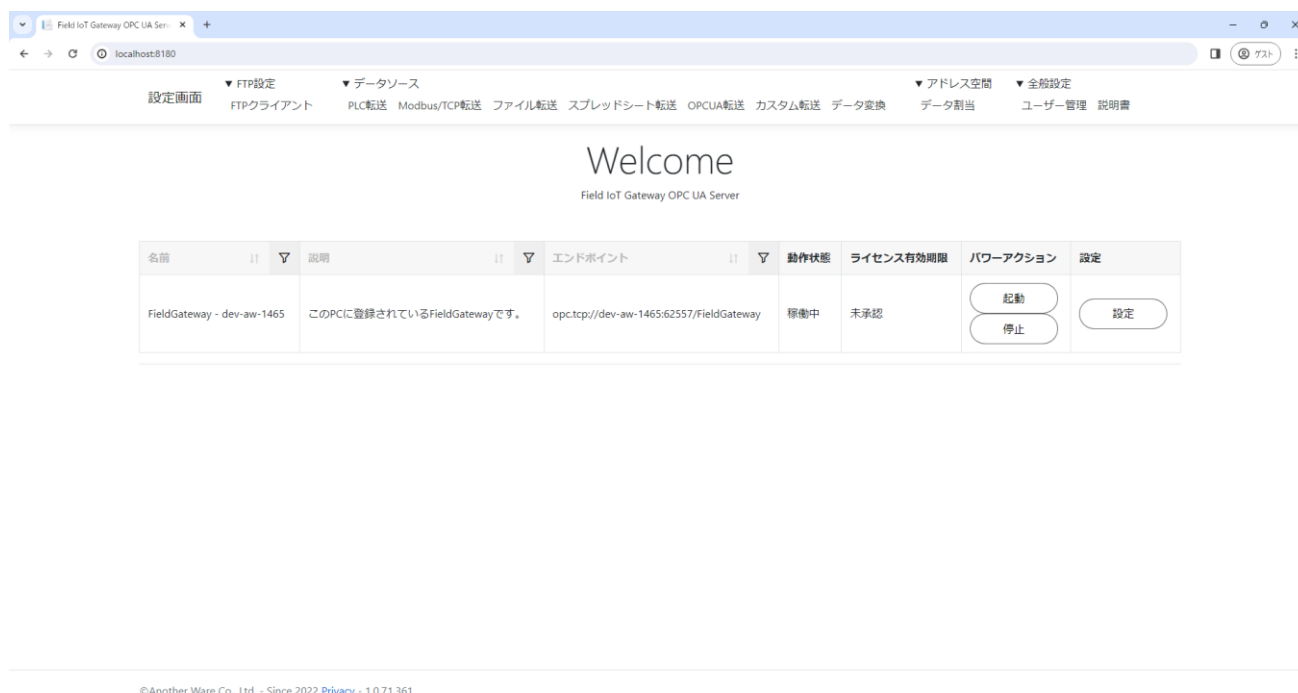 Field IoT Gateway OPC UA Serv
localhost:8180
ゲスト
▼ FTP設定 ▼ データソース ▼ アドレス空間 ▼ 全般設定
設定画面
FTPクライアント PLC転送 Modbus/TCP転送 ファイル転送 スプレッドシート転送 OPCUA転送 カスタム転送 データ変換 データ割当 ユーザー管理 説明書
Welcome
Field IoT Gateway OPC UA Server
名前 説明 エンドポイント 動作状態 ライセンス有効期限 パワーアクション 設定
FieldGateway - dev-aw-1465 このPCに登録されているFieldGatewayです。 opc.tcp://dev-aw-1465:62557/FieldGateway 稼働中 未承認 起動 設定
停止
©Another Ware Co., Ltd. - Since 2022 Privacy - 1.0.71.361